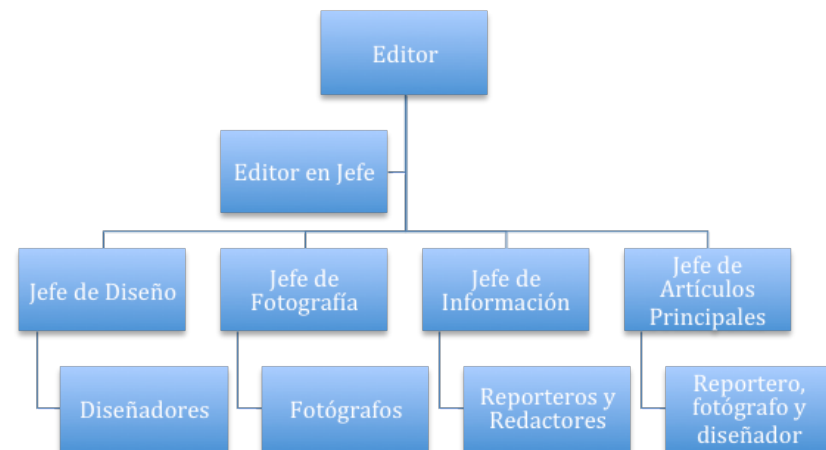 Editor
Editor en Jefe
Jefe de Diseño
Jefe de
Fotografía
Jefe de
Información
Jefe de
Artículos
Principales
Diseñadores
Fotógrafos
Reporteros y
Redactores
Reportero,
fotógrafo y
diseñador